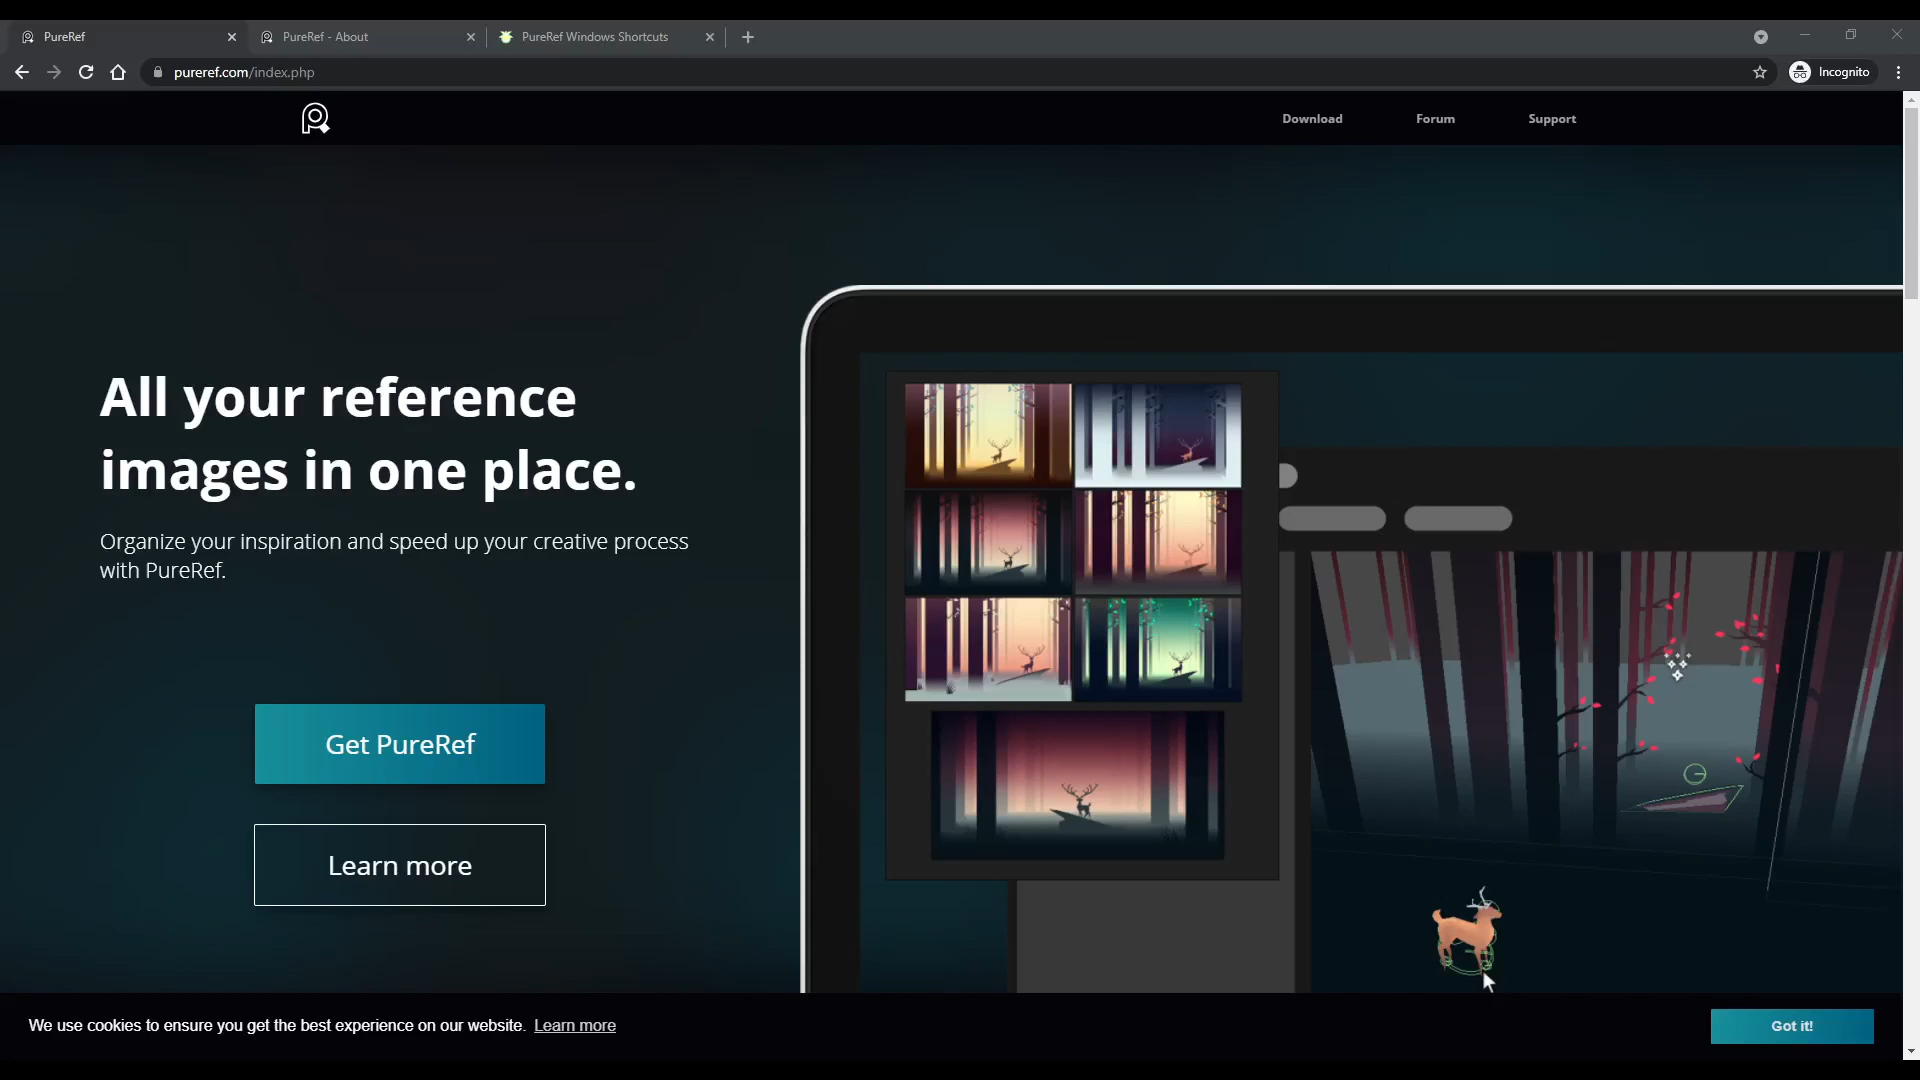 PureRef
PureRef - About
PureRef Windows Shortcuts
pureref.com/index.php
Incognito
Download
Forum
Support
All your reference
images in one place.
Organize your inspiration and speed up your creative process
with PureRef.
Get PureRef
Learn more
We use cookies to ensure you get the best experience on our website. Learn more
Got it!